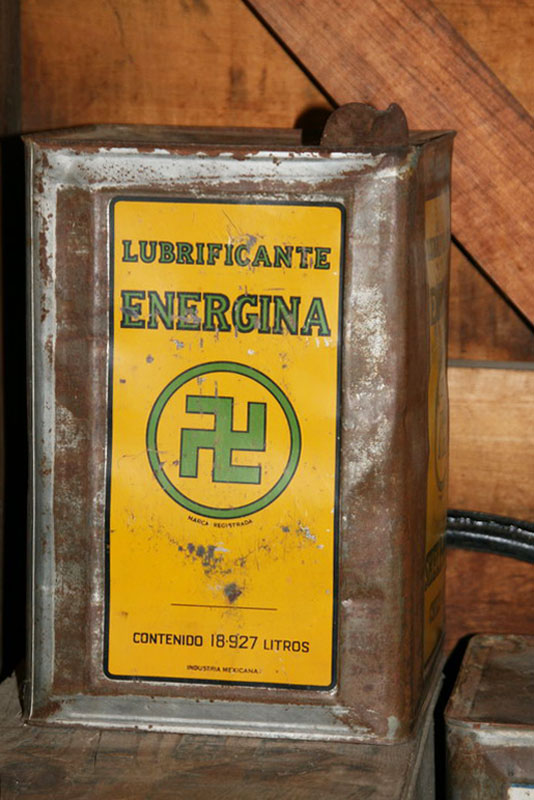 LUBRIFICANTE
ENERGINA
MARCA REGISTRADA
CONTENIDO 18-927 LITROS
INDUSTRIA MEXICANA